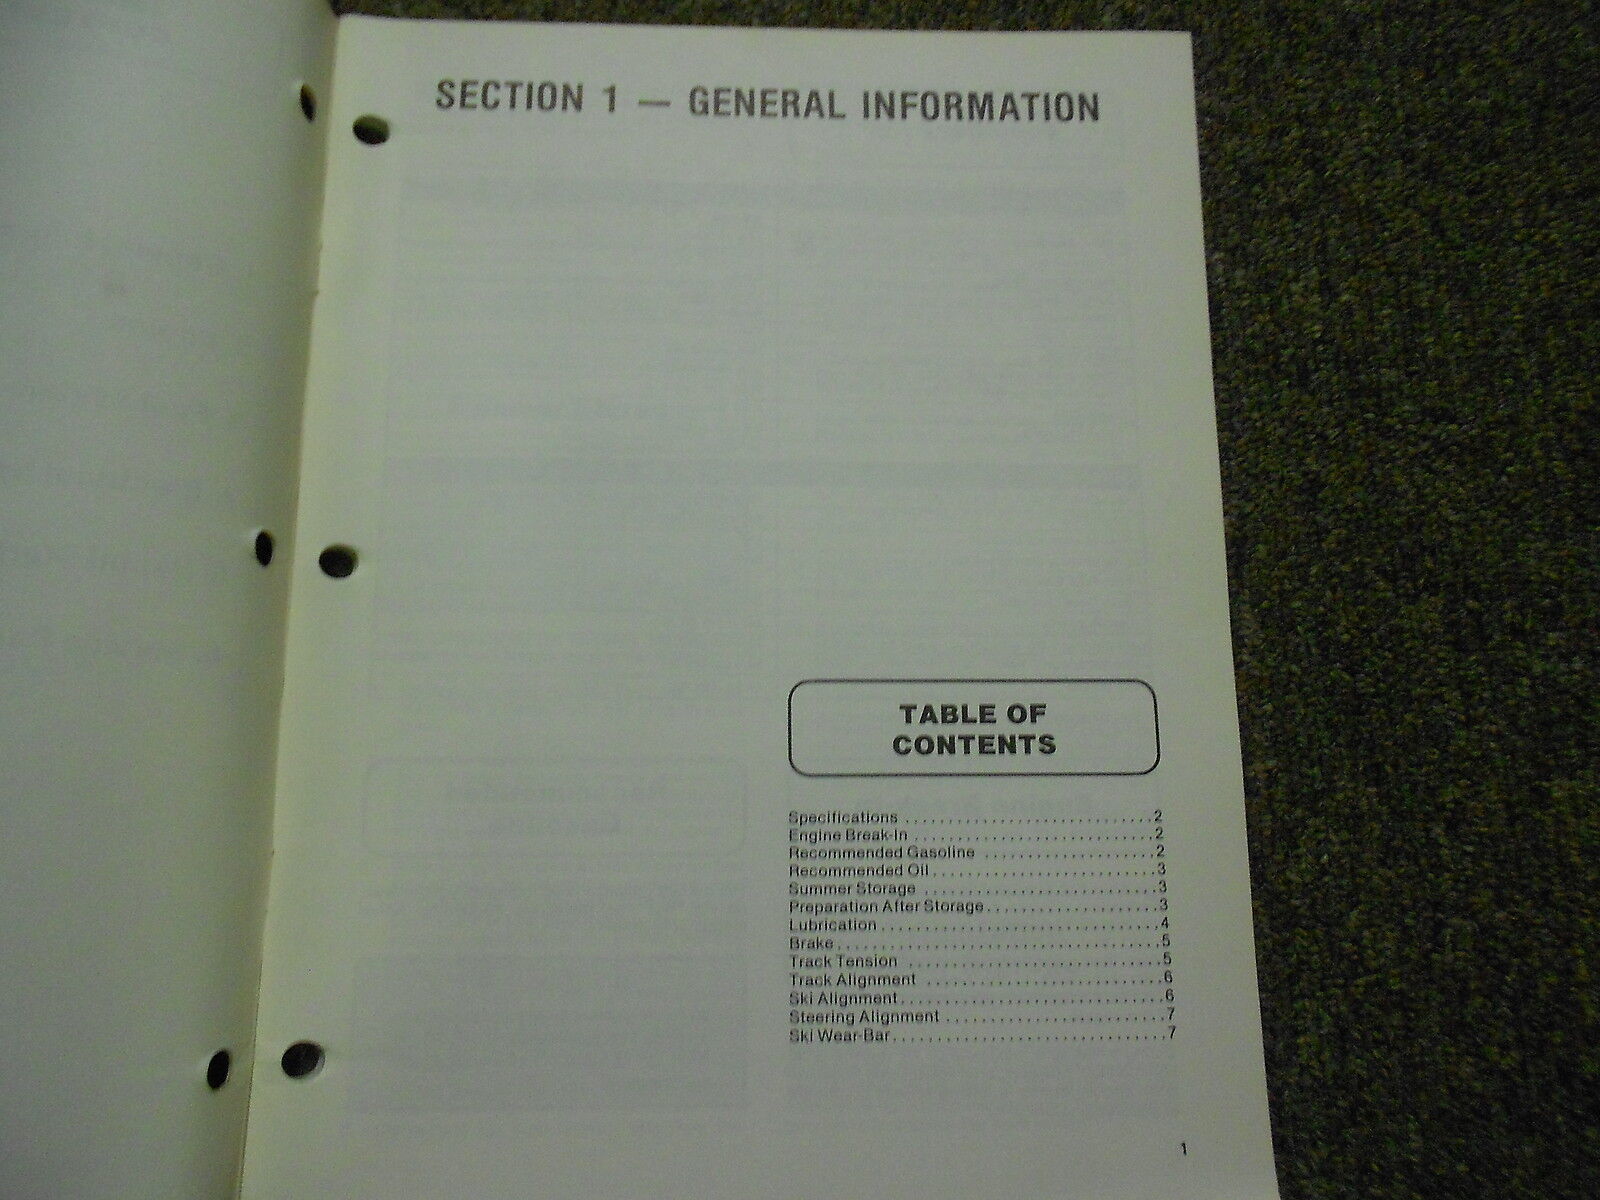 SECTION 1 — GENERAL INFORMATION
TABLE OF
CONTENTS
Specifications ............................. 2
Engine Break-In ............................ 2
Recommended Gasoline ..................... 2
Recommended Oil ........................... 3
Summer Storage ............................ 3
Preparation After Storage ..................... 3
Lubrication ................................. 4
Brake ....................................... 5
Track Tension .............................. 5
Track Alignment ............................ 6
Ski Alignment ............................... 6
Steering Alignment .......................... 7
Ski Wear-Bar ................................ 7
1